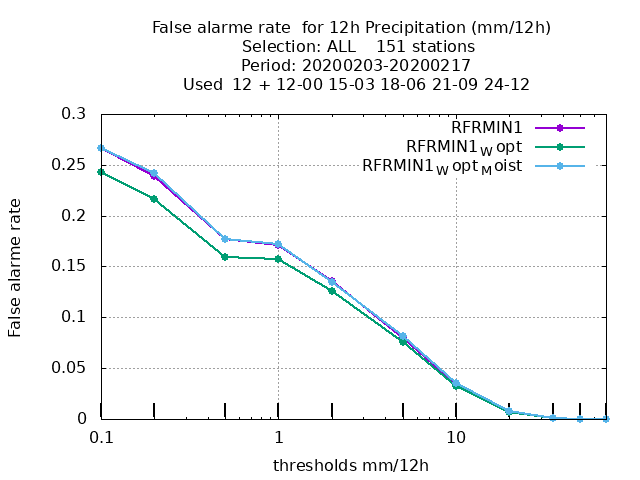 False alarme rate  for 12h Precipitation (mm/12h)
Selection: ALL    151 stations
Period: 20200203-20200217
Used  12 + 12-00 15-03 18-06 21-09 24-12
0.3
0.25
0.2
0.15
0.1
0.05
0
False alarme rate
RFRMIN1
RFRMIN1Wopt
RFRMIN1WoptMoist
0.1
1
10
thresholds mm/12h